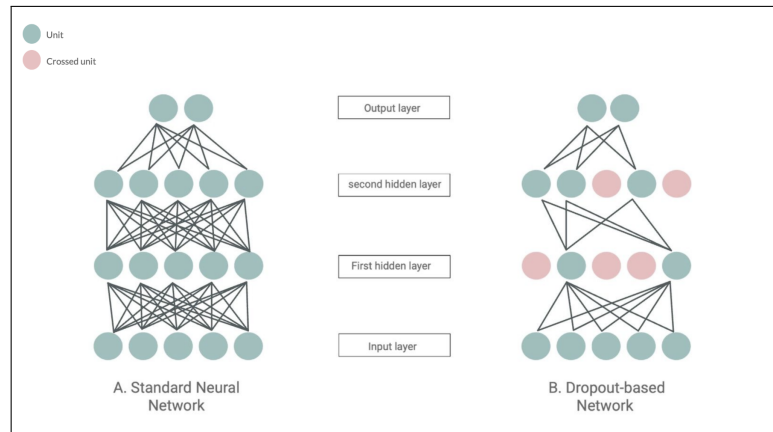 Unit
Crossed unit
Output layer
second hidden layer
First hidden layer
Input layer
A. Standard Neural
Network
B. Dropout-based
Network